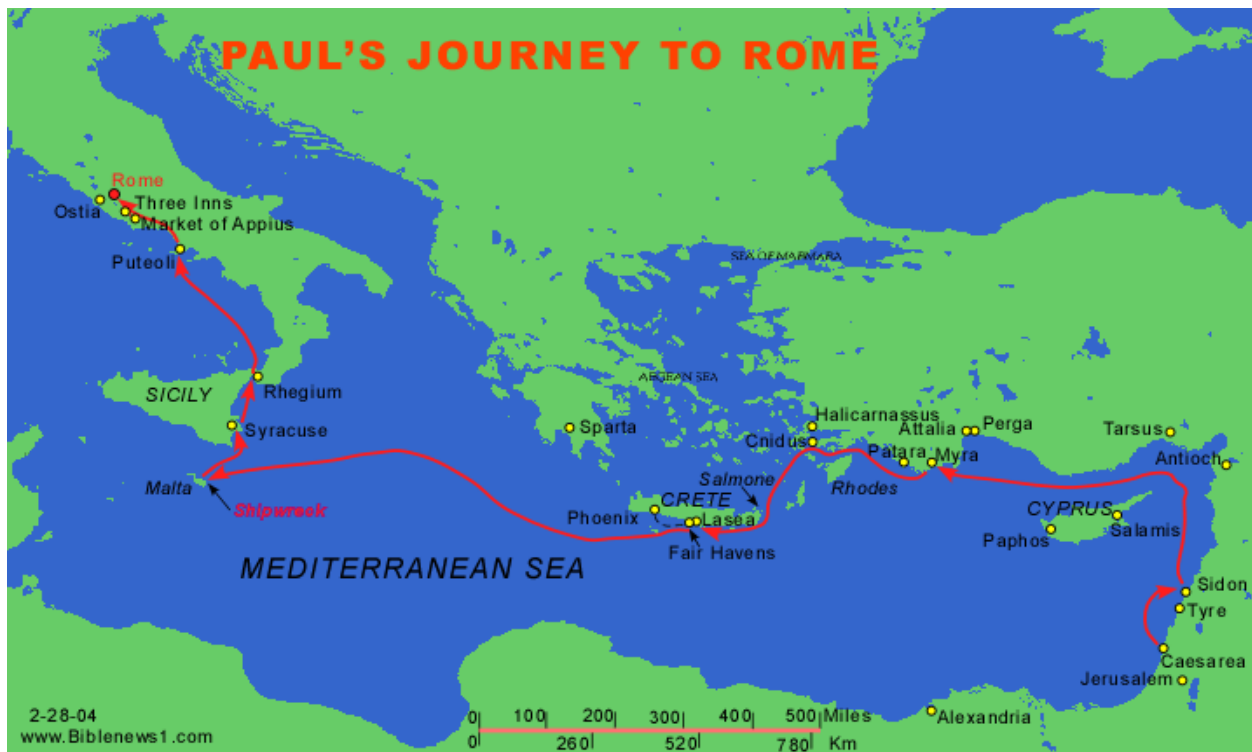 PAUL'S JOURNEY TO ROME
Rome
Three Inns
Ostia
Market of Appius
Puteoli
SEA OF MARMARA
AEGEAN SEA
SICILY
Rhegium
Syracuse
Sparta
Halicarnassus
Cnidus
Attalia
Perga
Tarsus
Patara
Myra
Antioch
Malta
Shipwreck
Salmone
Rhodes
CRETE
Phoenix
Lasea
Fair Havens
CYPRUS
Paphos
Salamis
MEDITERRANEAN SEA
Sidon
Tyre
Caesarea
Jerusalem
Alexandria
2-28-04
www.Biblenews1.com
0 100 200 300 400 500 Miles
0 260 520 780 Km